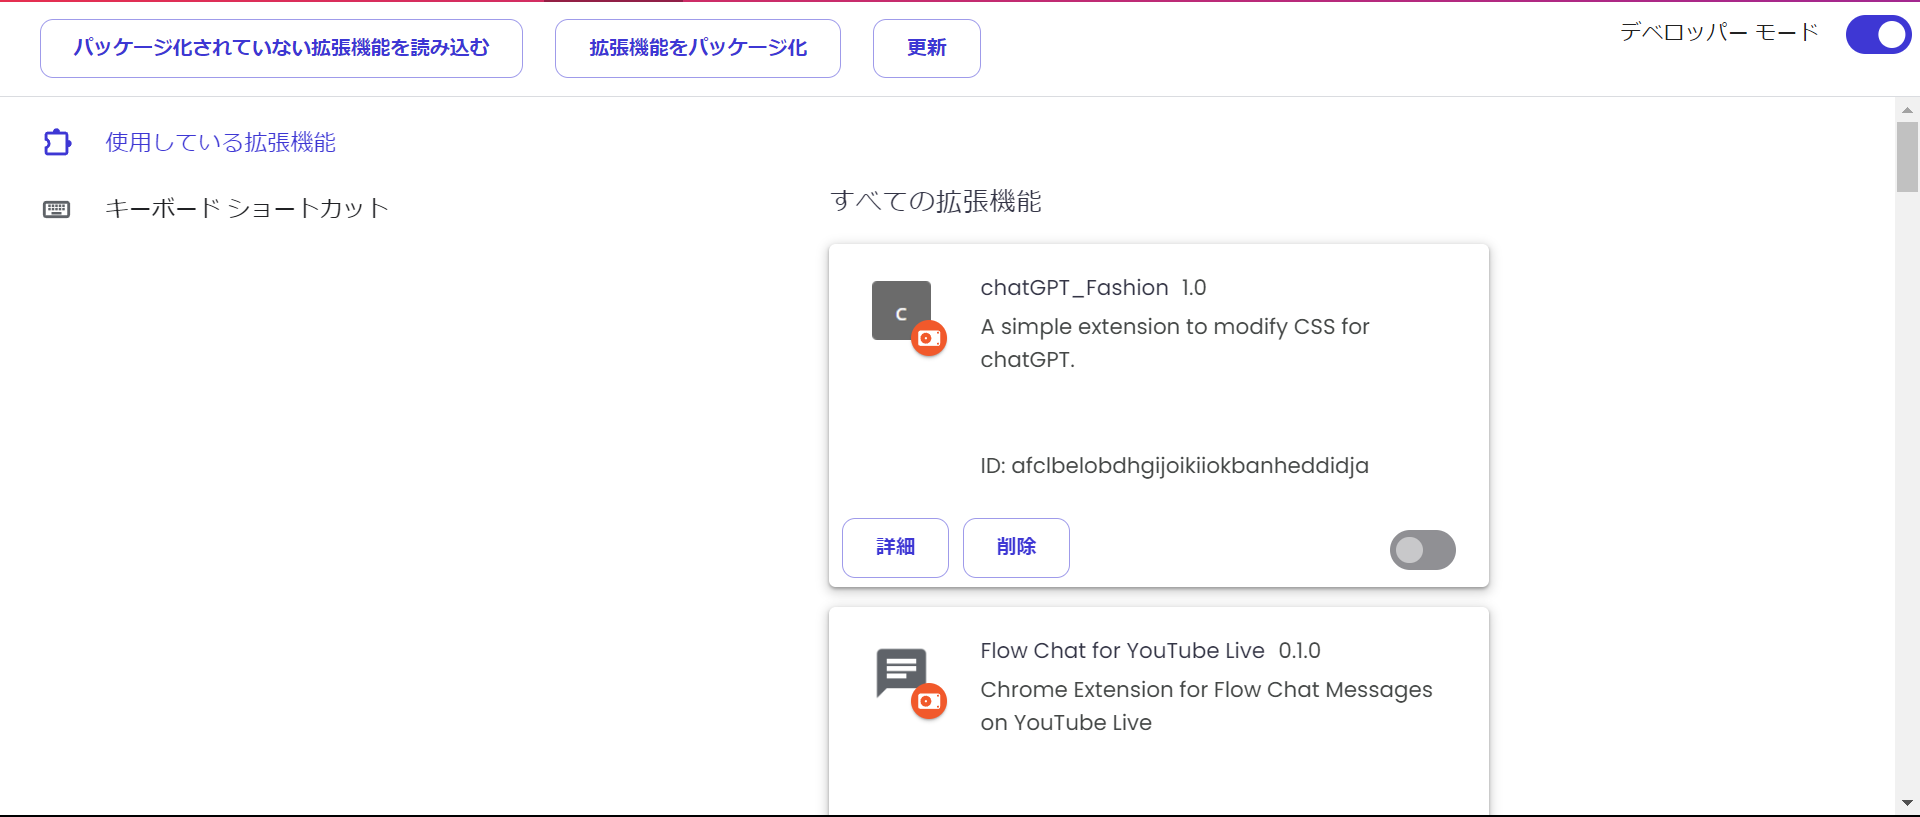 パッケージ化されていない拡張機能を読み込む
拡張機能をパッケージ化
更新
デベロッパー モード
使用している拡張機能
キーボード ショートカット
すべての拡張機能
C
chatGPT_Fashion 1.0
A simple extension to modify CSS for
chatGPT.
ID: afclbelobdhgijoikiiokbanheddidja
詳細
削除
Flow Chat for YouTube Live 0.1.0
Chrome Extension for Flow Chat Messages
on YouTube Live